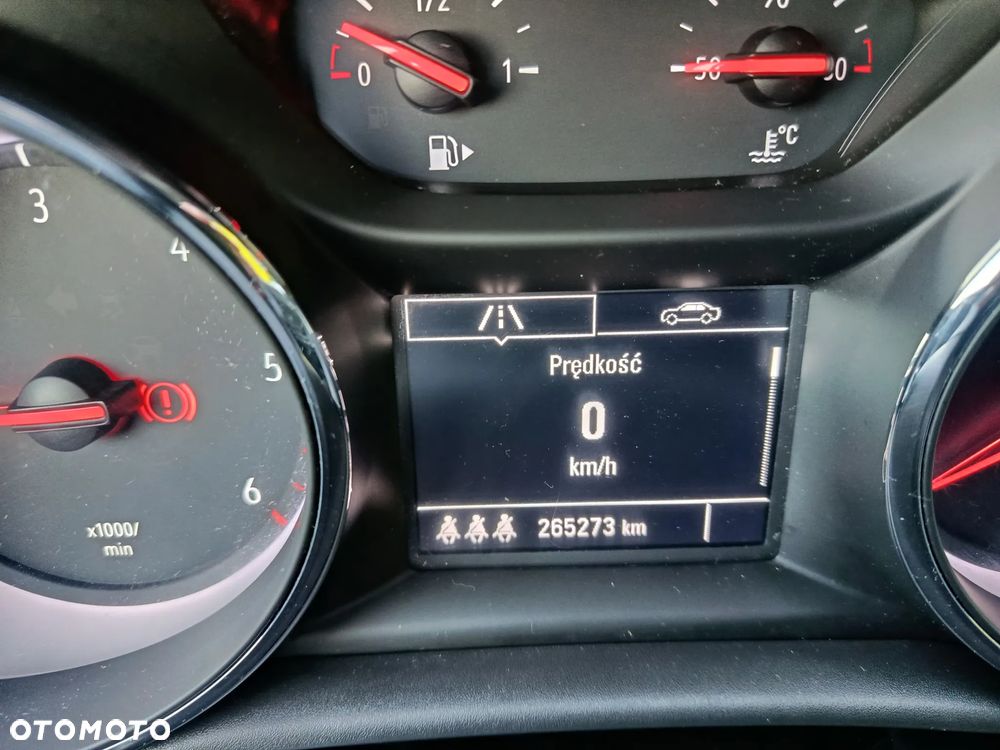 1/2
0
1
50
°C
3
4
5
6
x1000/
min
Prędkość
0
km/h
265273 km
OTOMOTO